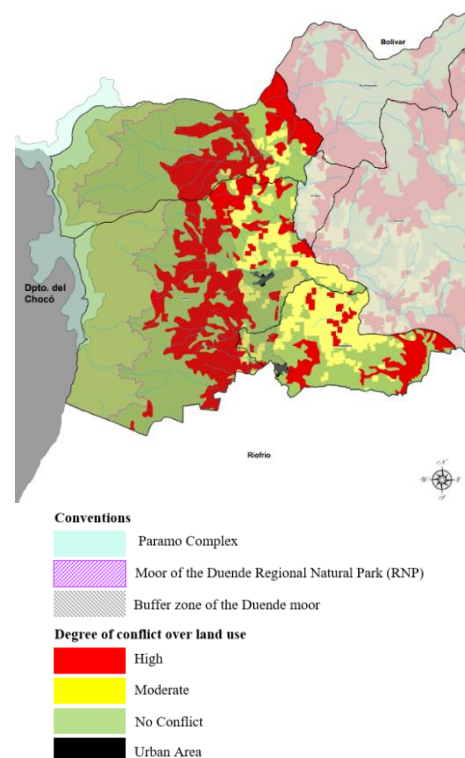 Bolivar
Dpto. del
Chocó
Riofrio
N
Conventions
Paramo Complex
Moor of the Duende Regional Natural Park (RNP)
Buffer zone of the Duende moor
Degree of conflict over land use
High
Moderate
No Conflict
Urban Area